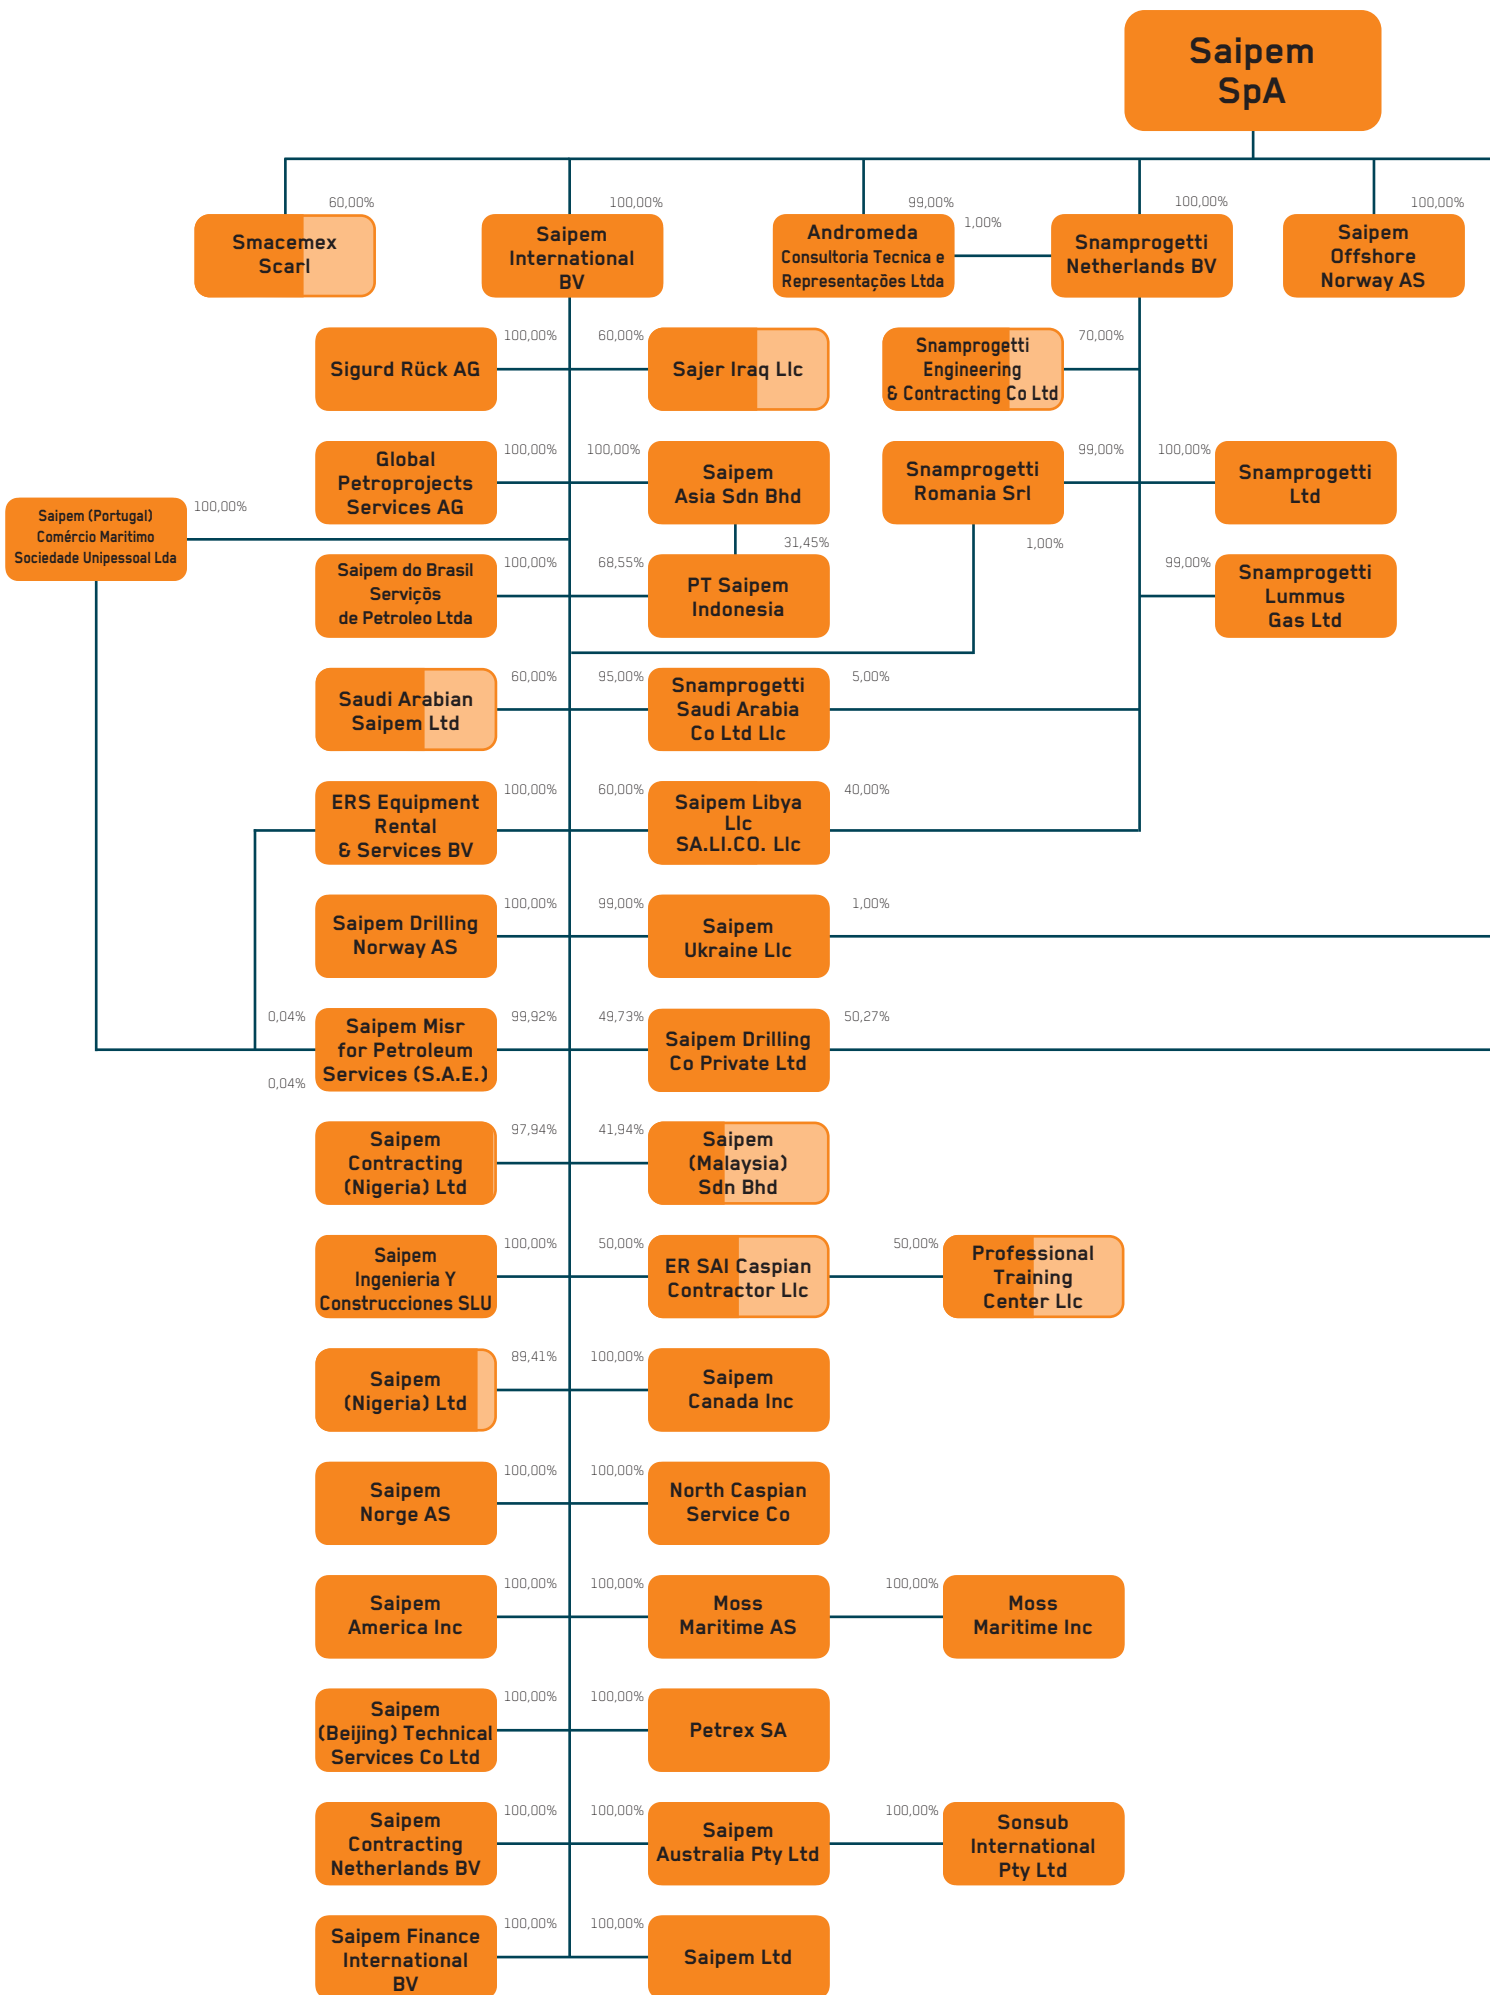 Saipem
SpA
60,00%
100,00%
99,00%
1,00%
100,00%
100,00%
Smacemex
Scarl
Saipem
International
BV
Andromeda
Consultoria Tecnica e
Representações Ltda
Snamprogetti
Netherlands BV
Saipem
Offshore
Norway AS
100,00%
60,00%
70,00%
Sigurd Rück AG
Sajer Iraq Llc
Snamprogetti
Engineering
& Contracting Co Ltd
100,00%
100,00%
99,00%
100,00%
Global
Petroprojects
Services AG
Saipem
Asia Sdn Bhd
Snamprogetti
Romania Srl
Snamprogetti
Ltd
100,00%
Saipem (Portugal)
Comércio Maritimo
Sociedade Unipessoal Lda
31,45%
1,00%
100,00%
68,55%
99,00%
Saipem do Brasil
Serviçõs
de Petroleo Ltda
PT Saipem
Indonesia
Snamprogetti
Lummus
Gas Ltd
60,00%
95,00%
5,00%
Saudi Arabian
Saipem Ltd
Snamprogetti
Saudi Arabia
Co Ltd Llc
100,00%
60,00%
40,00%
ERS Equipment
Rental
& Services BV
Saipem Libya
Llc
SA.LI.CO. Llc
100,00%
99,00%
1,00%
Saipem Drilling
Norway AS
Saipem
Ukraine Llc
0,04%
99,92%
49,73%
50,27%
Saipem Misr
for Petroleum
Services (S.A.E.)
Saipem Drilling
Co Private Ltd
0,04%
97,94%
41,94%
Saipem
Contracting
(Nigeria) Ltd
Saipem
(Malaysia)
Sdn Bhd
100,00%
50,00%
50,00%
Saipem
Ingenieria Y
Construcciones SLU
ER SAI Caspian
Contractor Llc
Professional
Training
Center Llc
89,41%
100,00%
Saipem
(Nigeria) Ltd
Saipem
Canada Inc
100,00%
100,00%
Saipem
Norge AS
North Caspian
Service Co
100,00%
100,00%
100,00%
Saipem
America Inc
Moss
Maritime AS
Moss
Maritime Inc
100,00%
100,00%
Saipem
(Beijing) Technical
Services Co Ltd
Petrex SA
100,00%
100,00%
100,00%
Saipem
Contracting
Netherlands BV
Saipem
Australia Pty Ltd
Sonsub
International
Pty Ltd
100,00%
100,00%
Saipem Finance
International
BV
Saipem Ltd